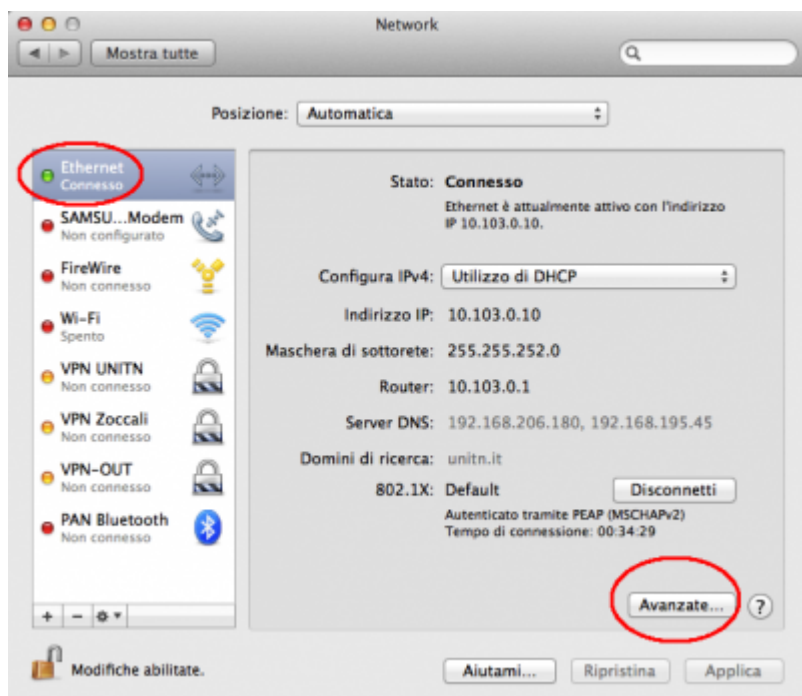 Network
Mostra tutte
Posizione: Automatica
Ethernet
Connesso
SAMSU...Modem
Non configurato
FireWire
Non connesso
Wi-Fi
Spento
VPN UNITN
Non connesso
VPN Zoccali
Non connesso
VPN-OUT
Non connesso
PAN Bluetooth
Non connesso
Stato: Connesso
Ethernet è attualmente attivo con l'indirizzo
IP 10.103.0.10.
Configura IPv4: Utilizzo di DHCP
Indirizzo IP: 10.103.0.10
Maschera di sottorete: 255.255.252.0
Router: 10.103.0.1
Server DNS: 192.168.206.180, 192.168.195.45
Domini di ricerca: unitn.it
802.1X: Default Disconnetti
Autenticato tramite PEAP (MSCHAPv2)
Tempo di connessione: 00:34:29
Avanzate... ?
+ −
Modifiche abilitate.
Aiutami... Ripristina Applica